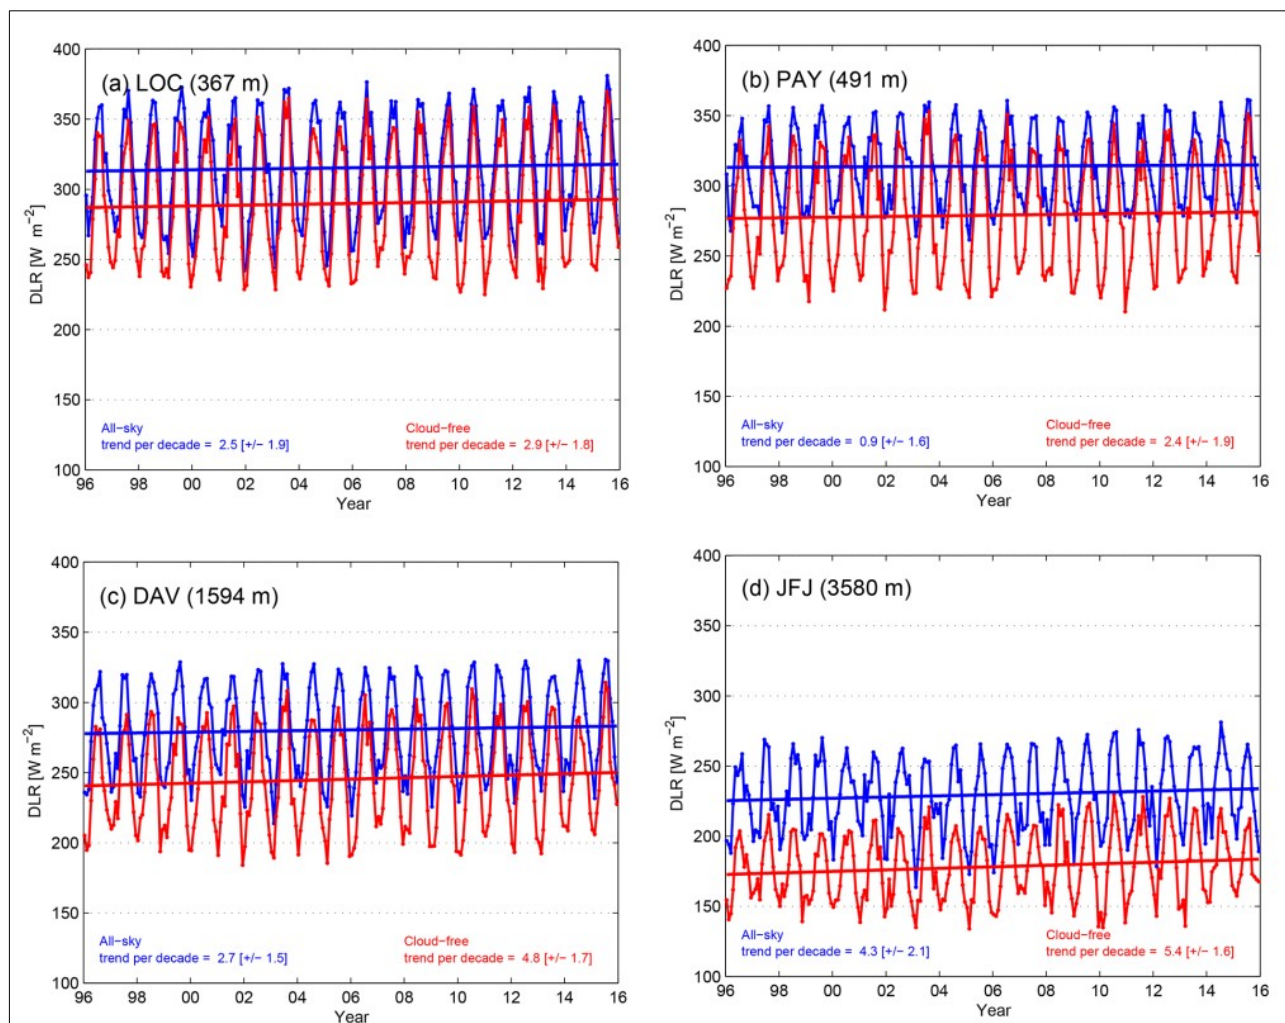 (a) LOC (367 m)
400
350
300
250
200
150
100
DLR [W m−2]
96 98 00 02 04 06 08 10 12 14 16
Year
All−sky
trend per decade = 2.5 [+/− 1.9]
Cloud−free
trend per decade = 2.9 [+/− 1.8]
(b) PAY (491 m)
400
350
300
250
200
150
100
DLR [W m−2]
96 98 00 02 04 06 08 10 12 14 16
Year
All−sky
trend per decade = 0.9 [+/− 1.6]
Cloud−free
trend per decade = 2.4 [+/− 1.9]
(c) DAV (1594 m)
400
350
300
250
200
150
100
DLR [W m−2]
96 98 00 02 04 06 08 10 12 14 16
Year
All−sky
trend per decade = 2.7 [+/− 1.5]
Cloud−free
trend per decade = 4.8 [+/− 1.7]
(d) JFJ (3580 m)
400
350
300
250
200
150
100
DLR [W m−2]
96 98 00 02 04 06 08 10 12 14 16
Year
All−sky
trend per decade = 4.3 [+/− 2.1]
Cloud−free
trend per decade = 5.4 [+/− 1.6]